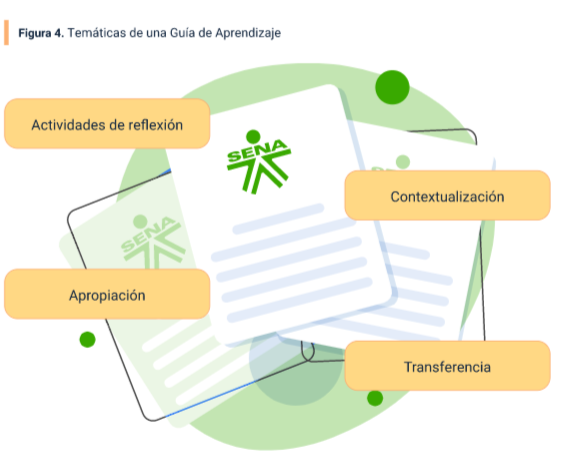 Figura 4. Temáticas de una Guía de Aprendizaje
Actividades de reflexión
SENA
Contextualización
SENA
Apropiación
Transferencia